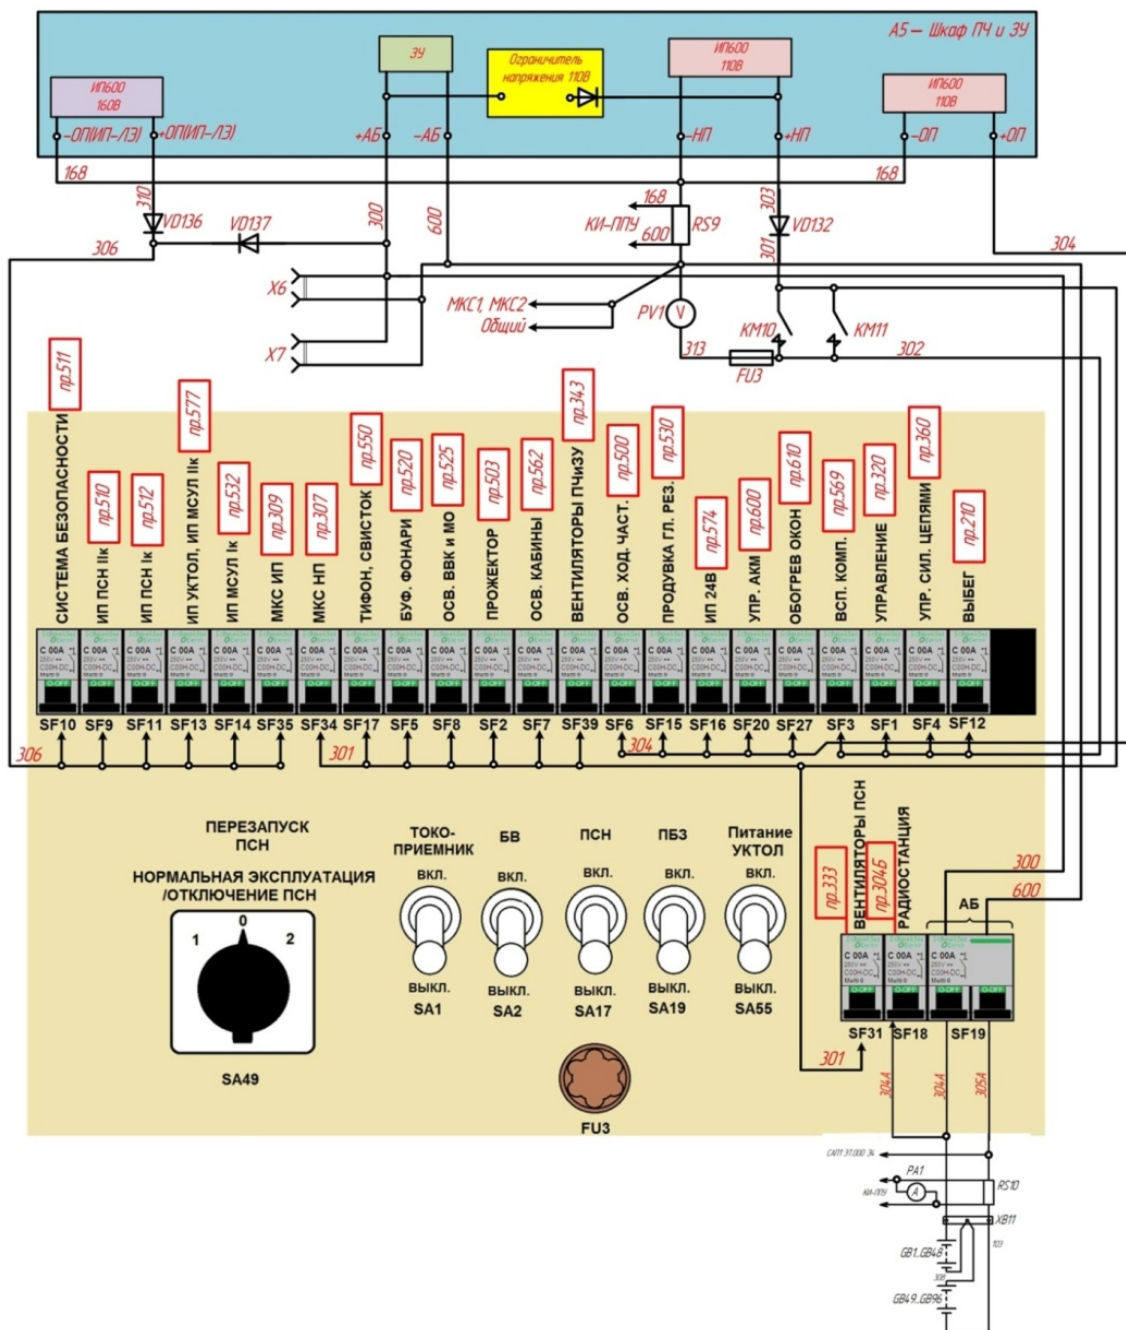 А5 – Шкаф ПЧ и ЗУ
ИП600
160В
ЗУ
Ограничитель
напряжения 110В
ИП600
110В
ИП600
110В
-ОП(ИП-ЛЭ)
+ОП(ИП-ЛЭ)
+АБ
-АБ
-НП
+НП
-ОП
+ОП
168
310
300
600
168
КИ-ППУ
600
RS9
303
301
168
VD136
VD137
VD132
306
304
X6
X7
МКС1, МКС2
Общий
PV1
V
KM10
KM11
313
FU3
302
пр.511
пр.510
пр.512
пр.577
пр.532
пр.309
пр.307
пр.550
пр.520
пр.525
пр.503
пр.562
пр.343
пр.500
пр.530
пр.574
пр.600
пр.610
пр.569
пр.320
пр.360
пр.210
СИСТЕМА БЕЗОПАСНОСТИ
ИП ПСН IIк
ИП ПСН Iк
ИП УКТОЛ, ИП МСУЛ IIк
ИП МСУЛ Iк
МКС ИП
МКС НП
ТИФОН, СВИСТОК
БУФ. ФОНАРИ
ОСВ. ВВК и МО
ПРОЖЕКТОР
ОСВ. КАБИНЫ
ВЕНТИЛЯТОРЫ ПЧиЗУ
ОСВ. ХОД. ЧАСТ.
ПРОДУВКА ГЛ. РЕЗ.
ИП 24В
УПР. АКМ
ОБОГРЕВ ОКОН
ВСП. КОМП.
УПРАВЛЕНИЕ
УПР. СИЛ. ЦЕПЯМИ
ВЫБЕГ
SF10 SF9 SF11 SF13 SF14 SF35 SF34 SF17 SF5 SF8 SF2 SF7 SF39 SF6 SF15 SF16 SF20 SF27 SF3 SF1 SF4 SF12
306
301
304
ПЕРЕЗАПУСК
ПСН
НОРМАЛЬНАЯ ЭКСПЛУАТАЦИЯ
/ОТКЛЮЧЕНИЕ ПСН
1 0 2
SA49
ТОКО-
ПРИЕМНИК
ВКЛ.
ВЫКЛ.
SA1
БВ
ВКЛ.
ВЫКЛ.
SA2
ПСН
ВКЛ.
ВЫКЛ.
SA17
ПБЗ
ВКЛ.
ВЫКЛ.
SA19
Питание
УКТОЛ
ВКЛ.
ВЫКЛ.
SA55
FU3
пр.333
ВЕНТИЛЯТОРЫ ПСН
пр.304Б
РАДИОСТАНЦИЯ
АБ
300
600
C 00A
C 00A
C 00A
SF31 SF18 SF19
301
304А
304А
305А
PA1
A
КИ-ППУ
RS10
XB11
103
GB1..GB48
308
GB49..GB96